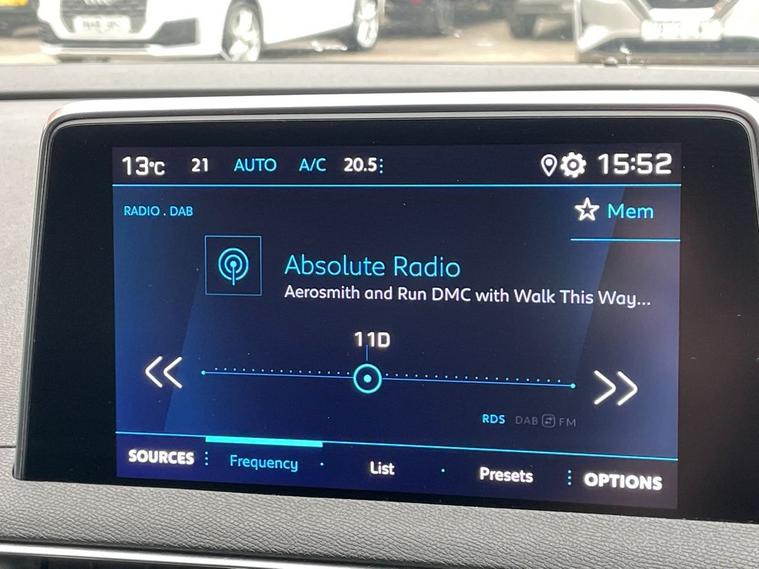 13°C 21 AUTO A/C 20.5 15:52
RADIO . DAB
Mem
Absolute Radio
Aerosmith and Run DMC with Walk This Way...
11D
RDS DAB FM
SOURCES Frequency List Presets OPTIONS